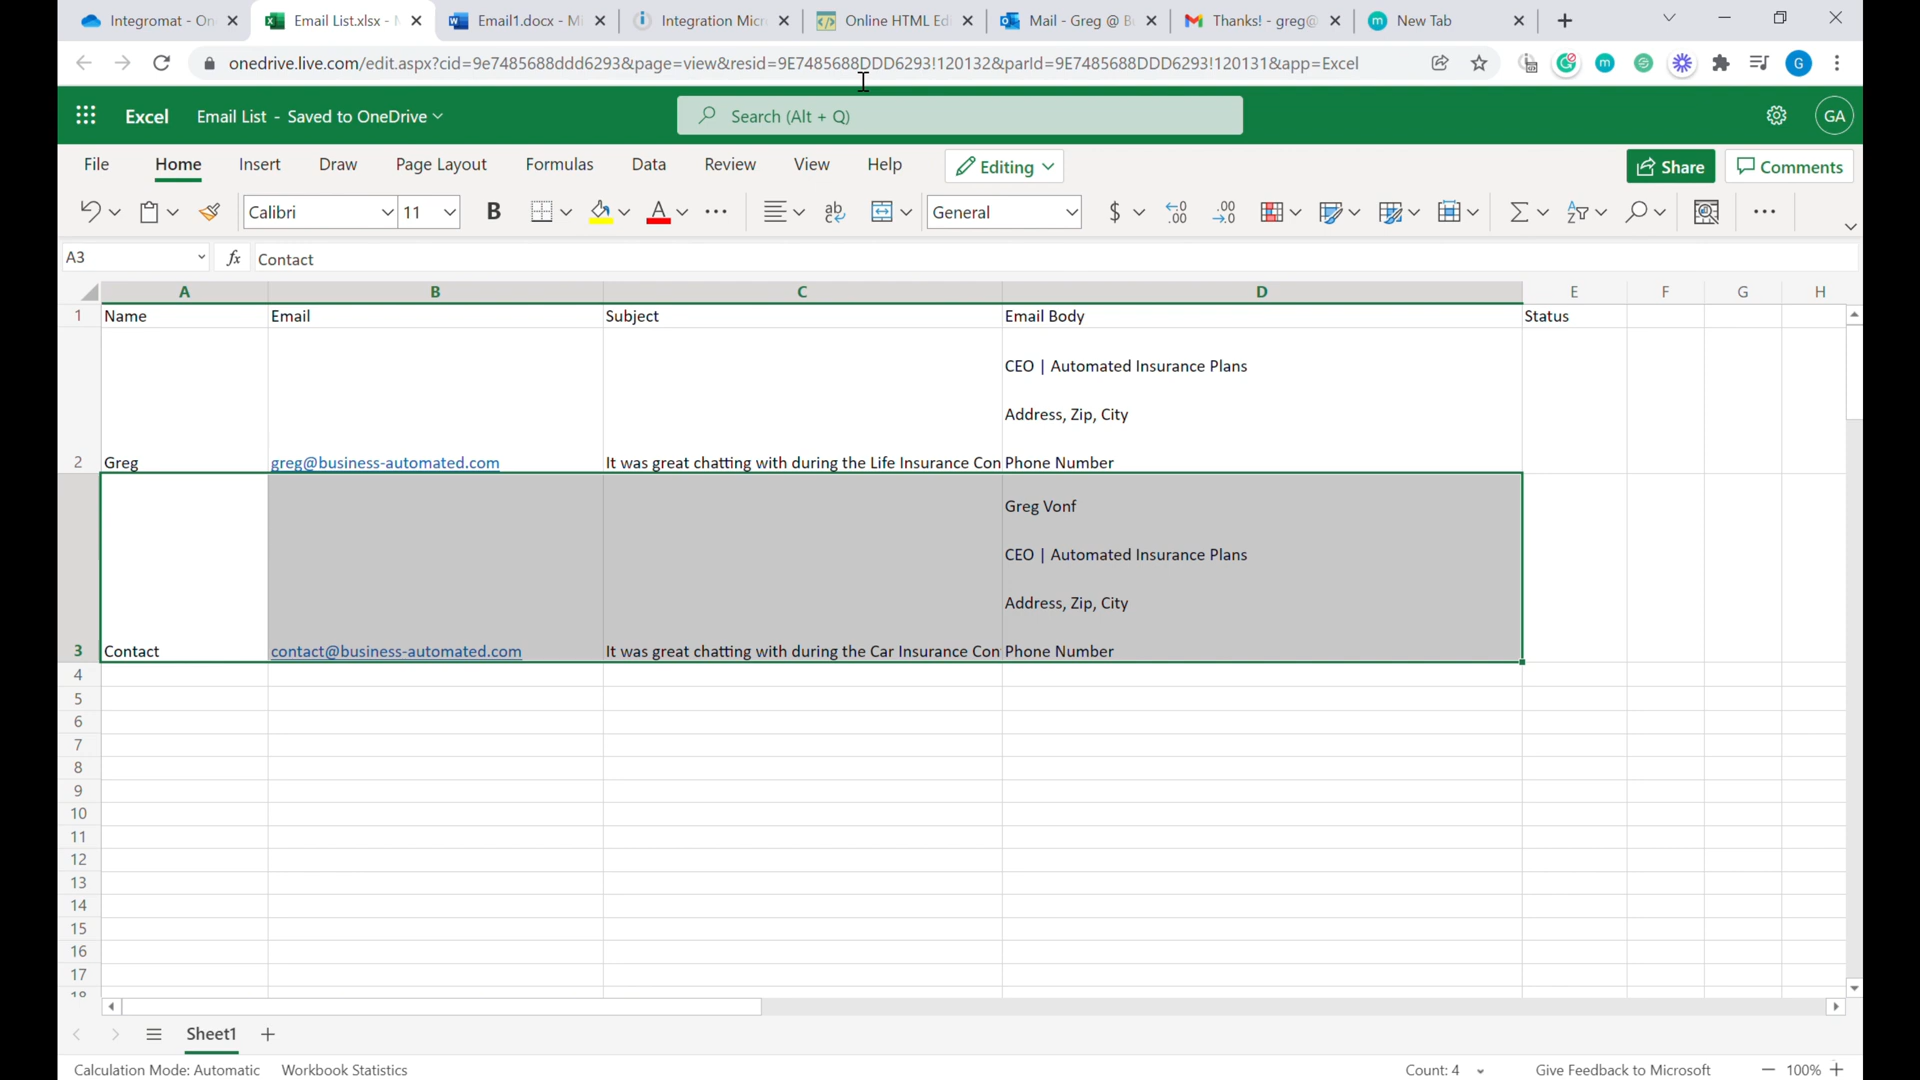 Integromat - On
Email List.xlsx -
Email1.docx - Mi
Integration Micr
Online HTML Edi
Mail - Greg @ B
Thanks! - greg@
New Tab
onedrive.live.com/edit.aspx?cid=9e7485688ddd6293&page=view&resid=9E7485688DDD6293!120132&parId=9E7485688DDD6293!120131&app=Excel
G
Excel
Email List - Saved to OneDrive
Search (Alt + Q)
GA
File Home Insert Draw Page Layout Formulas Data Review View Help Editing Share Comments
Calibri 11 B A ab General $
A3 fx Contact
A B C D E F G H
1 Name Email Subject Email Body Status
CEO | Automated Insurance Plans
Address, Zip, City
2 Greg greg@business-automated.com It was great chatting with during the Life Insurance Con Phone Number
Greg Vonf
CEO | Automated Insurance Plans
Address, Zip, City
3 Contact contact@business-automated.com It was great chatting with during the Car Insurance Con Phone Number
4
5
6
7
8
9
10
11
12
13
14
15
16
17
18
Sheet1
Calculation Mode: Automatic Workbook Statistics Count: 4 Give Feedback to Microsoft 100%